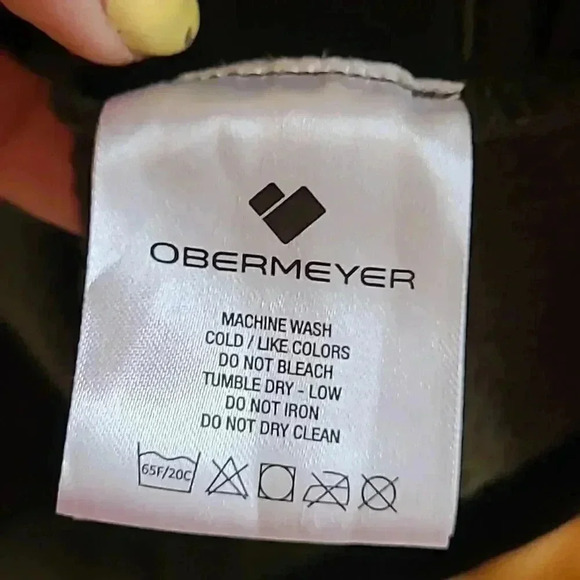 OBERMEYER
MACHINE WASH
COLD / LIKE COLORS
DO NOT BLEACH
TUMBLE DRY - LOW
DO NOT IRON
DO NOT DRY CLEAN
65F/20C